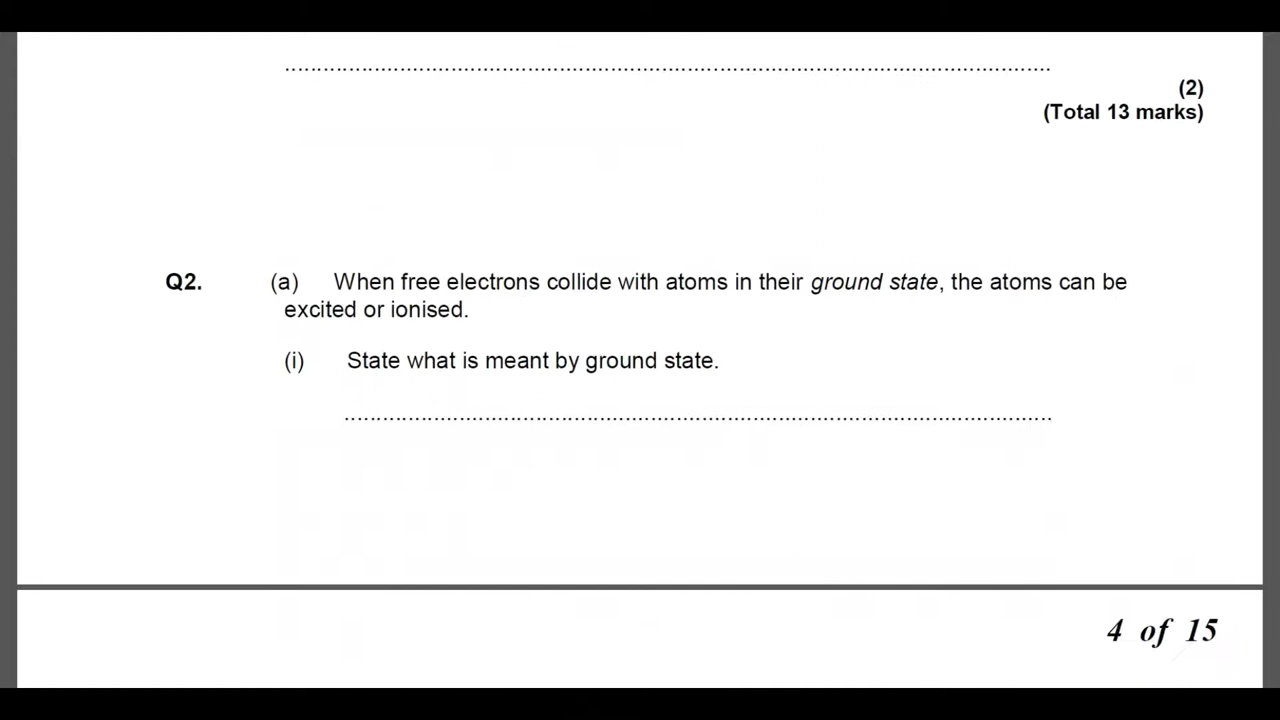 ....................................................................................................................
(2)
(Total 13 marks)
Q2. (a) When free electrons collide with atoms in their ground state, the atoms can be
excited or ionised.
(i) State what is meant by ground state.
...........................................................................................................
4 of 15